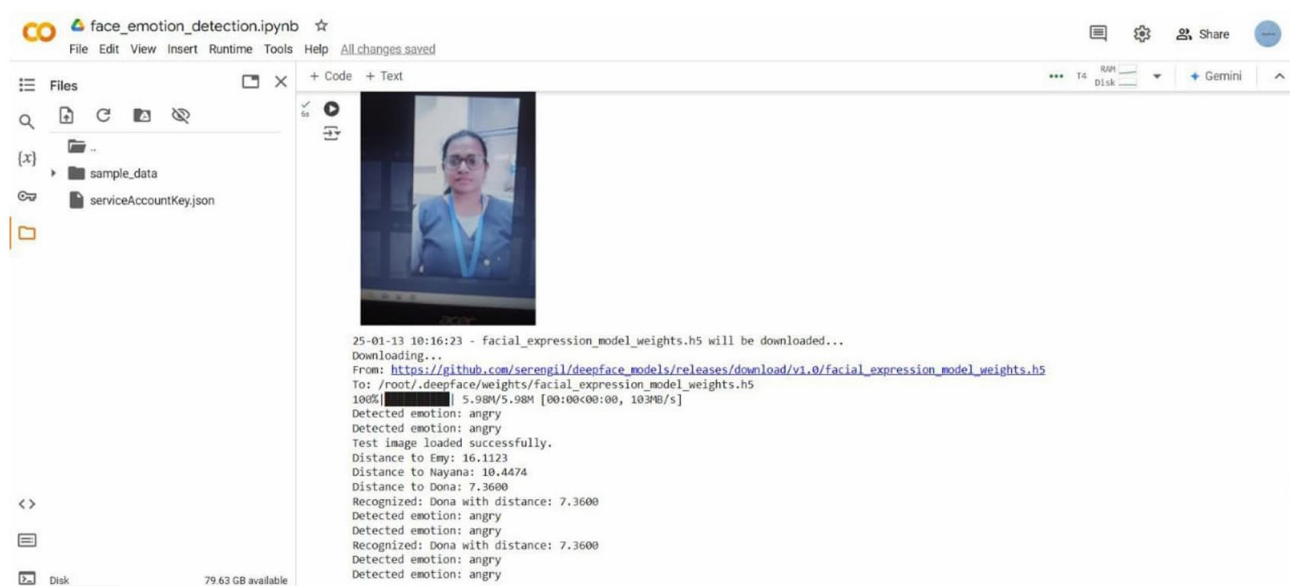 CO face_emotion_detection.ipynb
File Edit View Insert Runtime Tools Help All changes saved
Share
Files
+ Code + Text
T4 RAM
Disk
Gemini
6s
{x}
..
sample_data
serviceAccountKey.json
acer
25-01-13 10:16:23 - facial_expression_model_weights.h5 will be downloaded...
Downloading...
From: https://github.com/serengil/deepface_models/releases/download/v1.0/facial_expression_model_weights.h5
To: /root/.deepface/weights/facial_expression_model_weights.h5
100%| | 5.98M/5.98M [00:00<00:00, 103MB/s]
Detected emotion: angry
Detected emotion: angry
Test image loaded successfully.
Distance to Emy: 16.1123
Distance to Nayana: 10.4474
Distance to Dona: 7.3600
Recognized: Dona with distance: 7.3600
Detected emotion: angry
Detected emotion: angry
Recognized: Dona with distance: 7.3600
Detected emotion: angry
Detected emotion: angry
<>
Disk 79.63 GB available